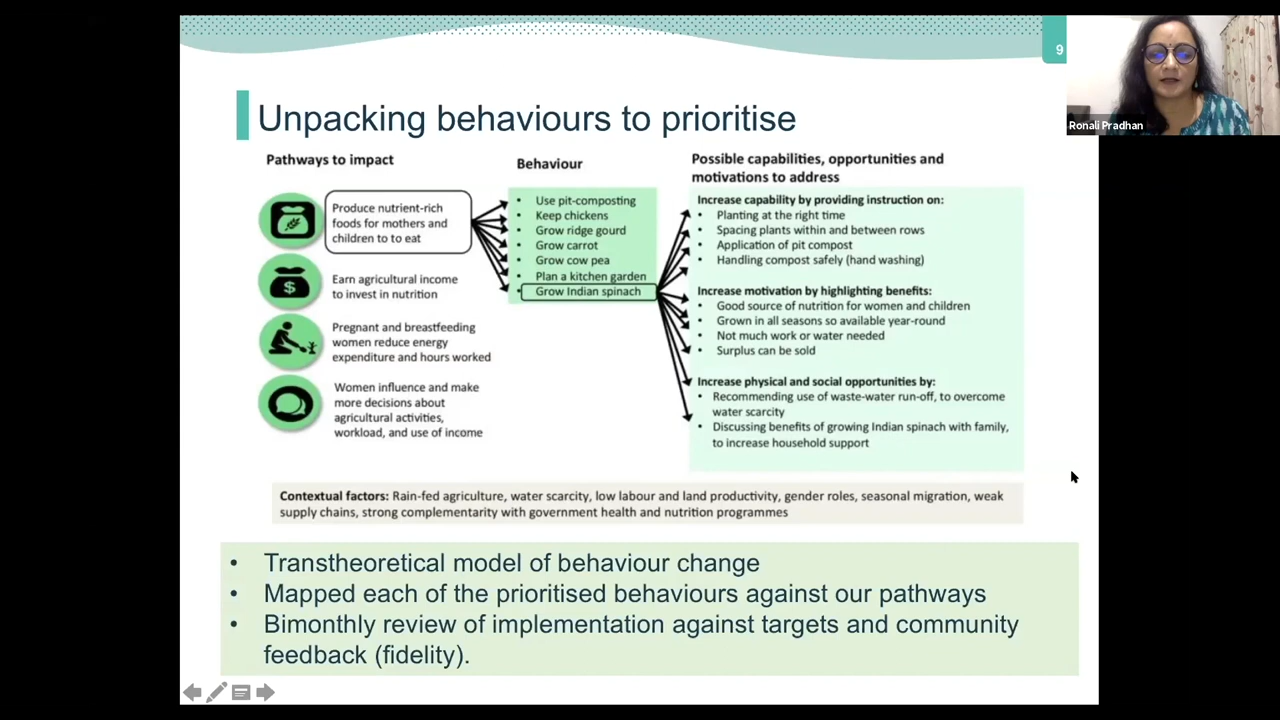 9
Ronali Pradhan
Unpacking behaviours to prioritise
Pathways to impact
Produce nutrient-rich
foods for mothers and
children to to eat
Earn agricultural income
to invest in nutrition
Pregnant and breastfeeding
women reduce energy
expenditure and hours worked
Women influence and make
more decisions about
agricultural activities,
workload, and use of income
Behaviour
• Use pit-composting
• Keep chickens
• Grow ridge gourd
• Grow carrot
• Grow cow pea
• Plan a kitchen garden
• Grow Indian spinach
Possible capabilities, opportunities and
motivations to address
Increase capability by providing instruction on:
• Planting at the right time
• Spacing plants within and between rows
• Application of pit compost
• Handling compost safely (hand washing)
Increase motivation by highlighting benefits:
• Good source of nutrition for women and children
• Grown in all seasons so available year-round
• Not much work or water needed
• Surplus can be sold
Increase physical and social opportunities by:
• Recommending use of waste-water run-off, to overcome
water scarcity
• Discussing benefits of growing Indian spinach with family,
to increase household support
Contextual factors: Rain-fed agriculture, water scarcity, low labour and land productivity, gender roles, seasonal migration, weak
supply chains, strong complementarity with government health and nutrition programmes
• Transtheoretical model of behaviour change
• Mapped each of the prioritised behaviours against our pathways
• Bimonthly review of implementation against targets and community
feedback (fidelity).